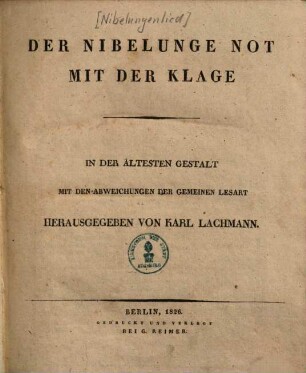 [Nibelungenlied]
DER NIBELUNGE NOT
MIT DER KLAGE
IN DER ÄLTESTEN GESTALT
MIT DEN ABWEICHUNGEN DER GEMEINEN LESART
HERAUSGEGEBEN VON KARL LACHMANN.
BERLIN, 1826.
GEDRUCKT UND VERLEGT
BEI G. REIMER.